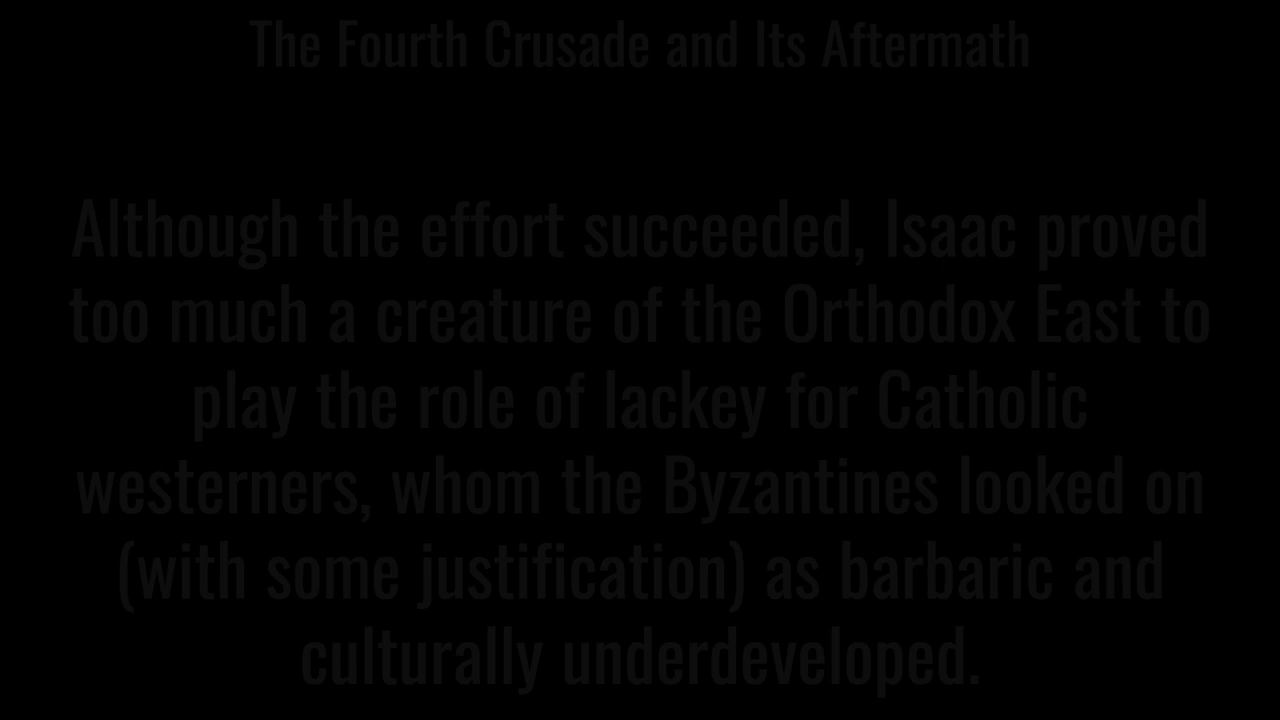 The Fourth Crusade and Its Aftermath
Although the effort succeeded, Isaac proved
too much a creature of the Orthodox East to
play the role of lackey for Catholic
westerners, whom the Byzantines looked on
(with some justification) as barbaric and
culturally underdeveloped.